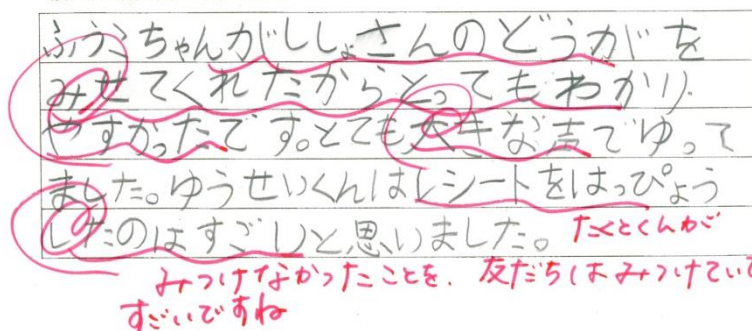 ふうこちゃんがししょさんのどうがを
みせてくれたからとってもわかり
やすかったです。とても大きな声でゆって
ました。ゆうせいくんはレシートをはっぴょう
したのはすごいと思いました。
たくとくんが
みつけなかったことを、友だちはみつけていて
すごいですね